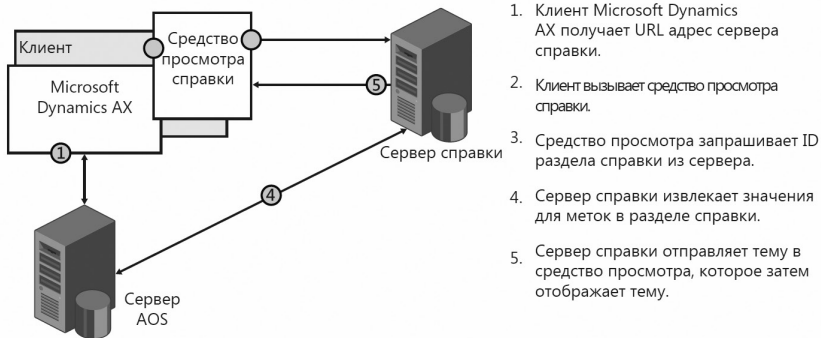 Клиент
Средство
просмотра
справки
Microsoft
Dynamics AX
1
5
Сервер справки
4
Сервер
AOS
1. Клиент Microsoft Dynamics
AX получает URL адрес сервера
справки.
2. Клиент вызывает средство просмотра
справки.
3. Средство просмотра запрашивает ID
раздела справки из сервера.
4. Сервер справки извлекает значения
для меток в разделе справки.
5. Сервер справки отправляет тему в
средство просмотра, которое затем
отображает тему.